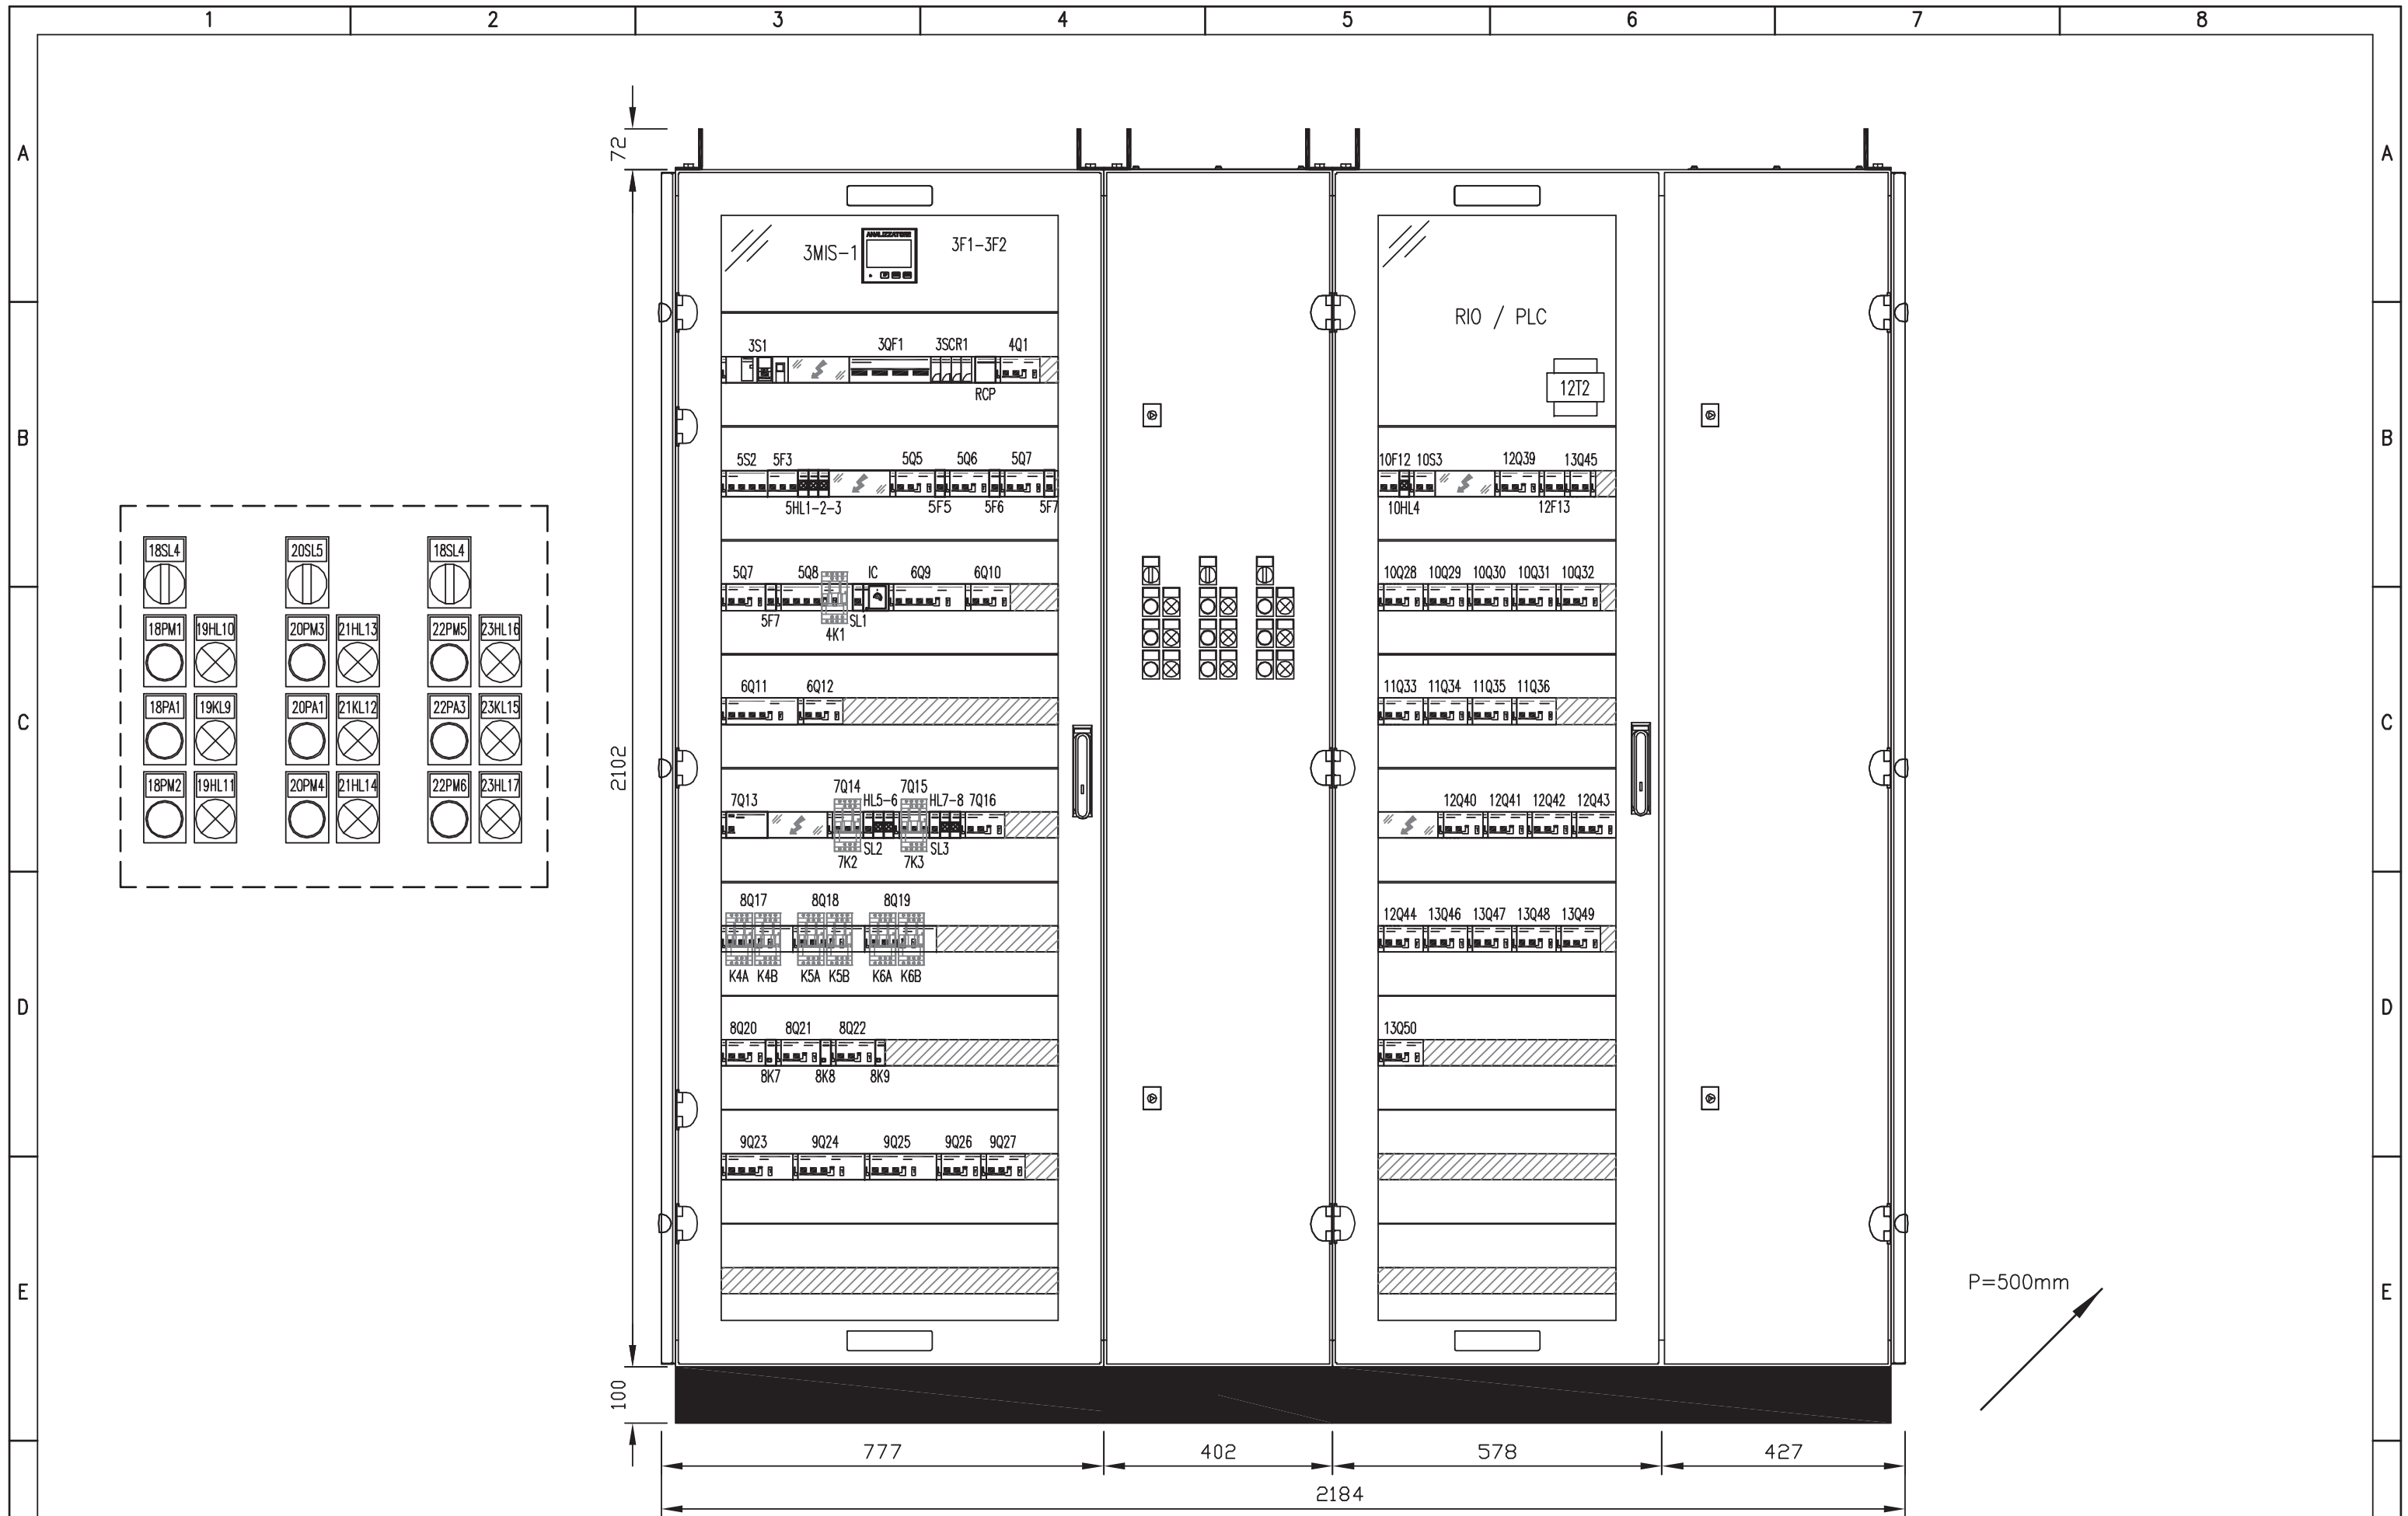 1 2 3 4 5 6 7 8
A A
72
ANALIZZATORE
3MIS-1 3F1-3F2
RIO / PLC
3S1 3QF1 3SCR1 4Q1
RCP
12T2
B B
5S2 5F3 5Q5 5Q6 5Q7
10F12 10S3 12Q39 13Q45
5HL1-2-3 5F5 5F6 5F7
10HL4 12F13
18SL4 20SL5 18SL4
5Q7 5Q8 IC 6Q9 6Q10
10Q28 10Q29 10Q30 10Q31 10Q32
5F7 4K1 SL1
18PM1 19HL10 20PM3 21HL13 22PM5 23HL16
6Q11 6Q12
11Q33 11Q34 11Q35 11Q36
18PA1 19KL9 20PA1 21KL12 22PA3 23KL15
C C
2102
18PM2 19HL11 20PM4 21HL14 22PM6 23HL17
7Q13 7Q14 HL5-6 7Q15 HL7-8 7Q16
12Q40 12Q41 12Q42 12Q43
7K2 SL2 7K3 SL3
8Q17 8Q18 8Q19
12Q44 13Q46 13Q47 13Q48 13Q49
K4A K4B K5A K5B K6A K6B
D D
8Q20 8Q21 8Q22
13Q50
8K7 8K8 8K9
9Q23 9Q24 9Q25 9Q26 9Q27
E E
P=500mm
100
777 402 578 427
2184